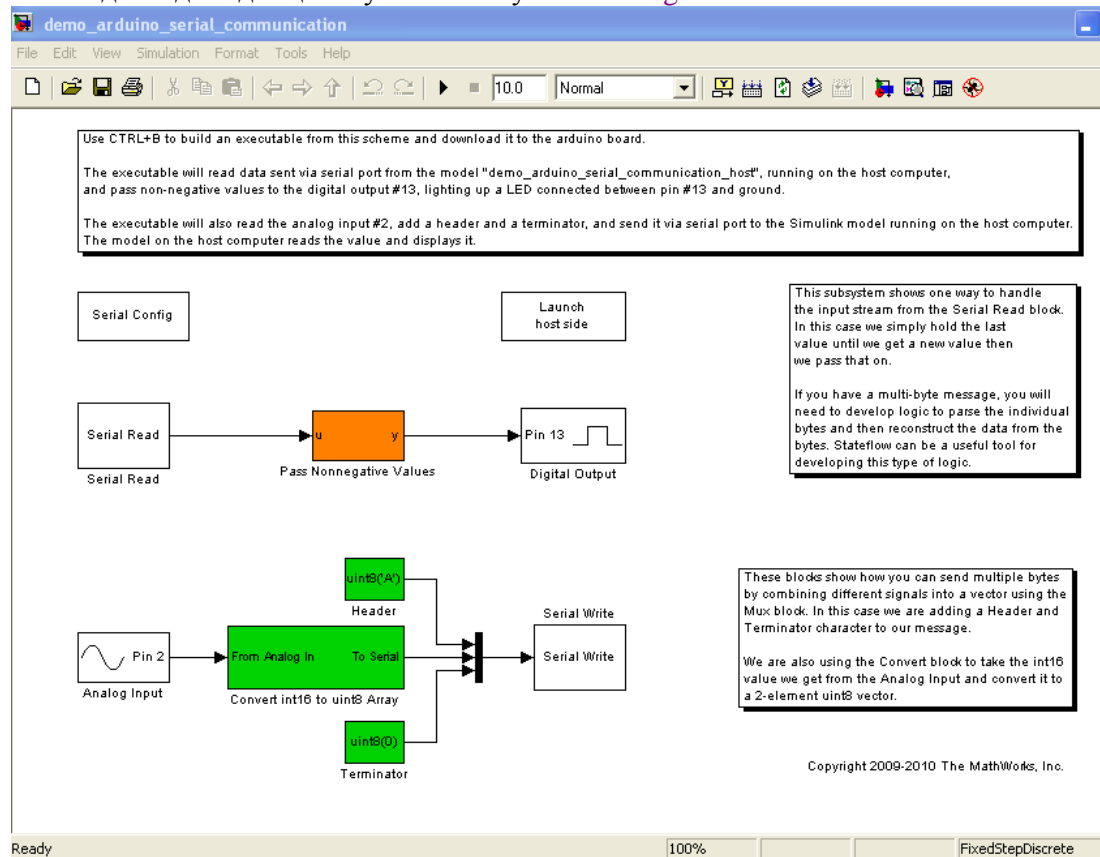 demo_arduino_serial_communication
File Edit View Simulation Format Tools Help
10.0 Normal
Use CTRL+B to build an executable from this scheme and download it to the arduino board.
The executable will read data sent via serial port from the model "demo_arduino_serial_communication_host", running on the host computer,
and pass non-negative values to the digital output #13, lighting up a LED connected between pin #13 and ground.
The executable will also read the analog input #2, add a header and a terminator, and send it via serial port to the Simulink model running on the host computer.
The model on the host computer reads the value and displays it.
Serial Config
Launch
host side
This subsystem shows one way to handle
the input stream from the Serial Read block.
In this case we simply hold the last
value until we get a new value then
we pass that on.
If you have a multi-byte message, you will
need to develop logic to parse the individual
bytes and then reconstruct the data from the
bytes. Stateflow can be a useful tool for
developing this type of logic.
Serial Read
Serial Read
u y
Pass Nonnegative Values
Pin 13
Digital Output
uint8('A')
Header
Pin 2
Analog Input
From Analog In To Serial
Convert int16 to uint8 Array
uint8(0)
Terminator
Serial Write
Serial Write
These blocks show how you can send multiple bytes
by combining different signals into a vector using the
Mux block. In this case we are adding a Header and
Terminator character to our message.
We are also using the Convert block to take the int16
value we get from the Analog Input and convert it to
a 2-element uint8 vector.
Copyright 2009-2010 The MathWorks, Inc.
Ready 100% FixedStepDiscrete